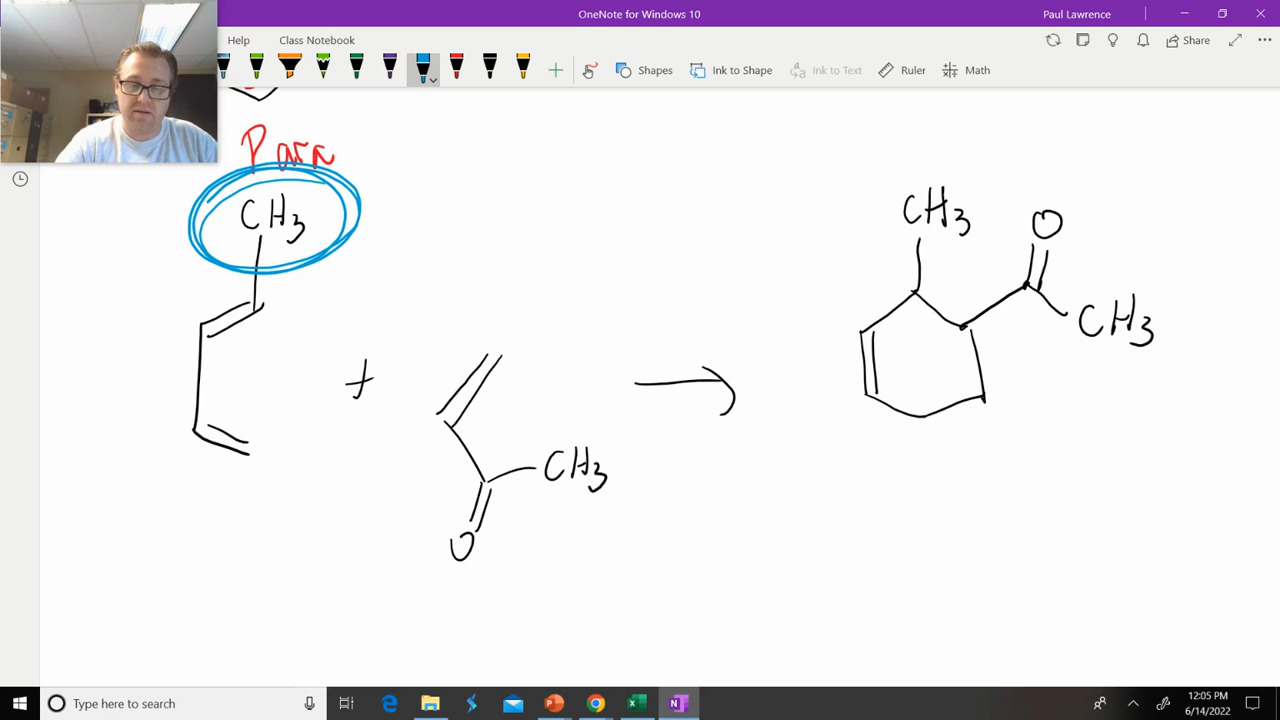 OneNote for Windows 10
Paul Lawrence
Help
Class Notebook
Share
Shapes
Ink to Shape
Ink to Text
Ruler
Math
Para
CH3
CH3
O
CH3
+
CH3
O
Type here to search
12:05 PM
6/14/2022